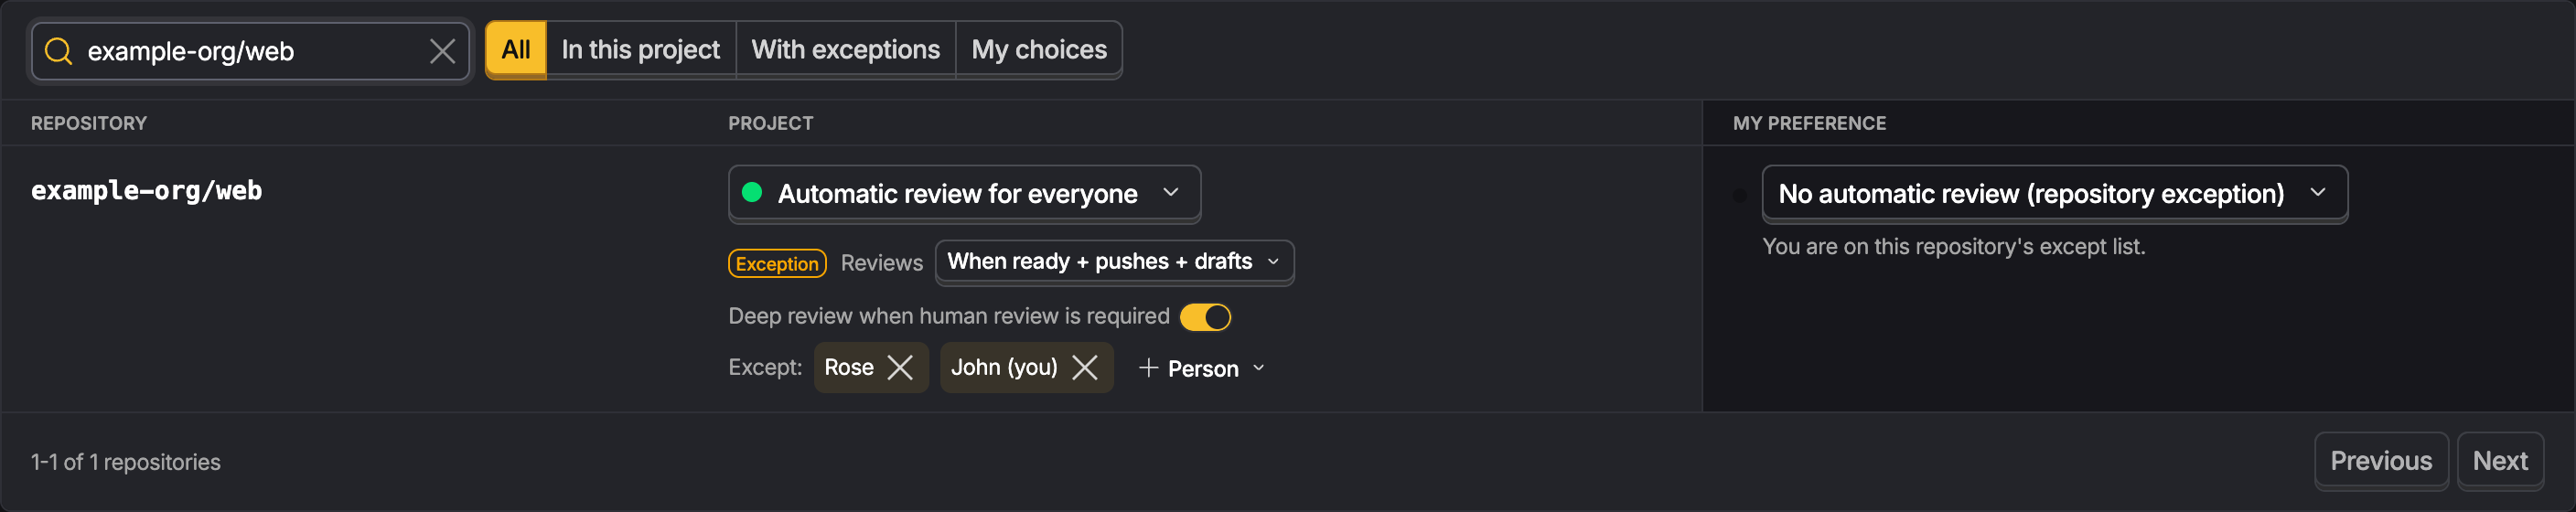 example-org/web
All
In this project
With exceptions
My choices
REPOSITORY
PROJECT
MY PREFERENCE
example-org/web
Automatic review for everyone
No automatic review (repository exception)
You are on this repository's except list.
Exception
Reviews
When ready + pushes + drafts
Deep review when human review is required
Except:
Rose
John (you)
+ Person
1-1 of 1 repositories
Previous
Next